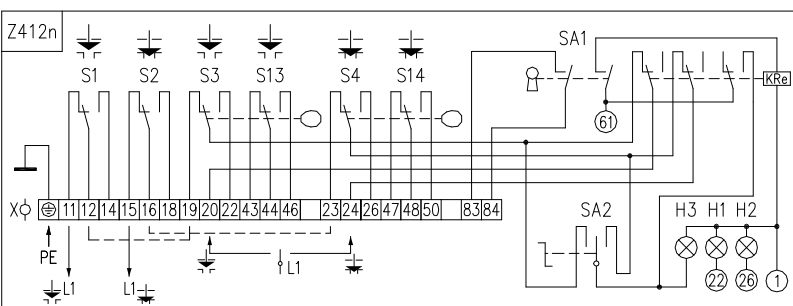 Z412n
SA1
S1 S2 S3 S13 S4 S14
KRe
61
X 11 12 14 15 16 18 19 20 22 43 44 46 23 24 26 47 48 50 83 84
SA2 H3 H1 H2
PE
L1 L1 L1
22 26 1